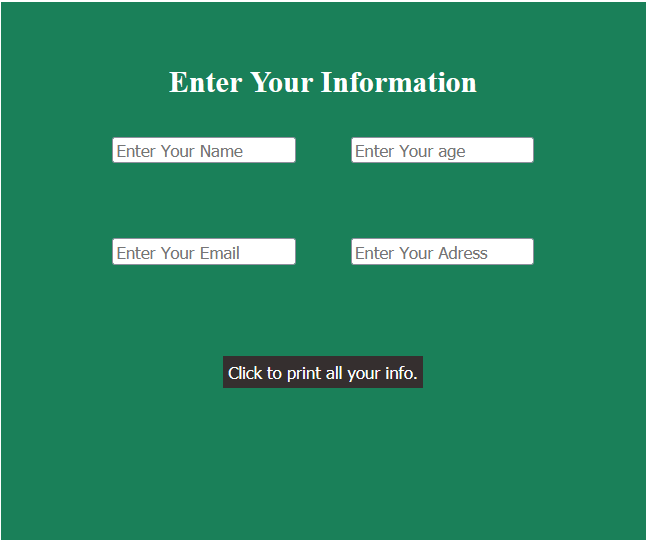 Enter Your Information
Enter Your Name
Enter Your age
Enter Your Email
Enter Your Adress
Click to print all your info.